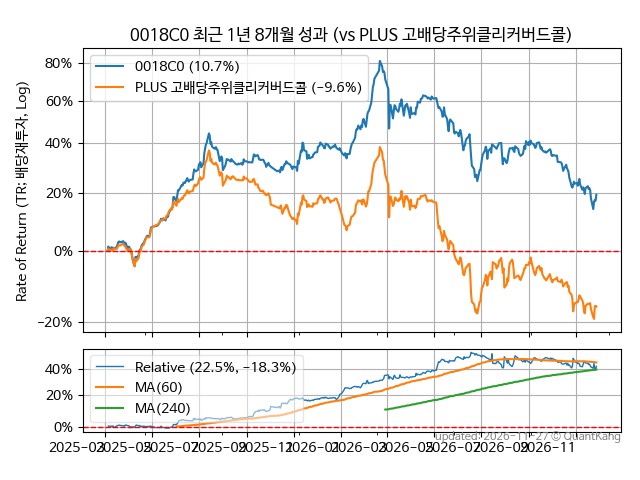 0018C0 최근 1년 8개월 성과 (vs PLUS 고배당주위클리커버드콜)
Rate of Return (TR: 배당재투자, Log)
80%
60%
40%
20%
0%
−20%
0018C0 (10.7%)
PLUS 고배당주위클리커버드콜 (−9.6%)
40%
20%
0%
Relative (22.5%, −18.3%)
MA(60)
MA(240)
updated: 2026-11-27 © QuantKang
2025-03 2025-05 2025-07 2025-09 2025-11 2026-01 2026-03 2026-05 2026-07 2026-09 2026-11